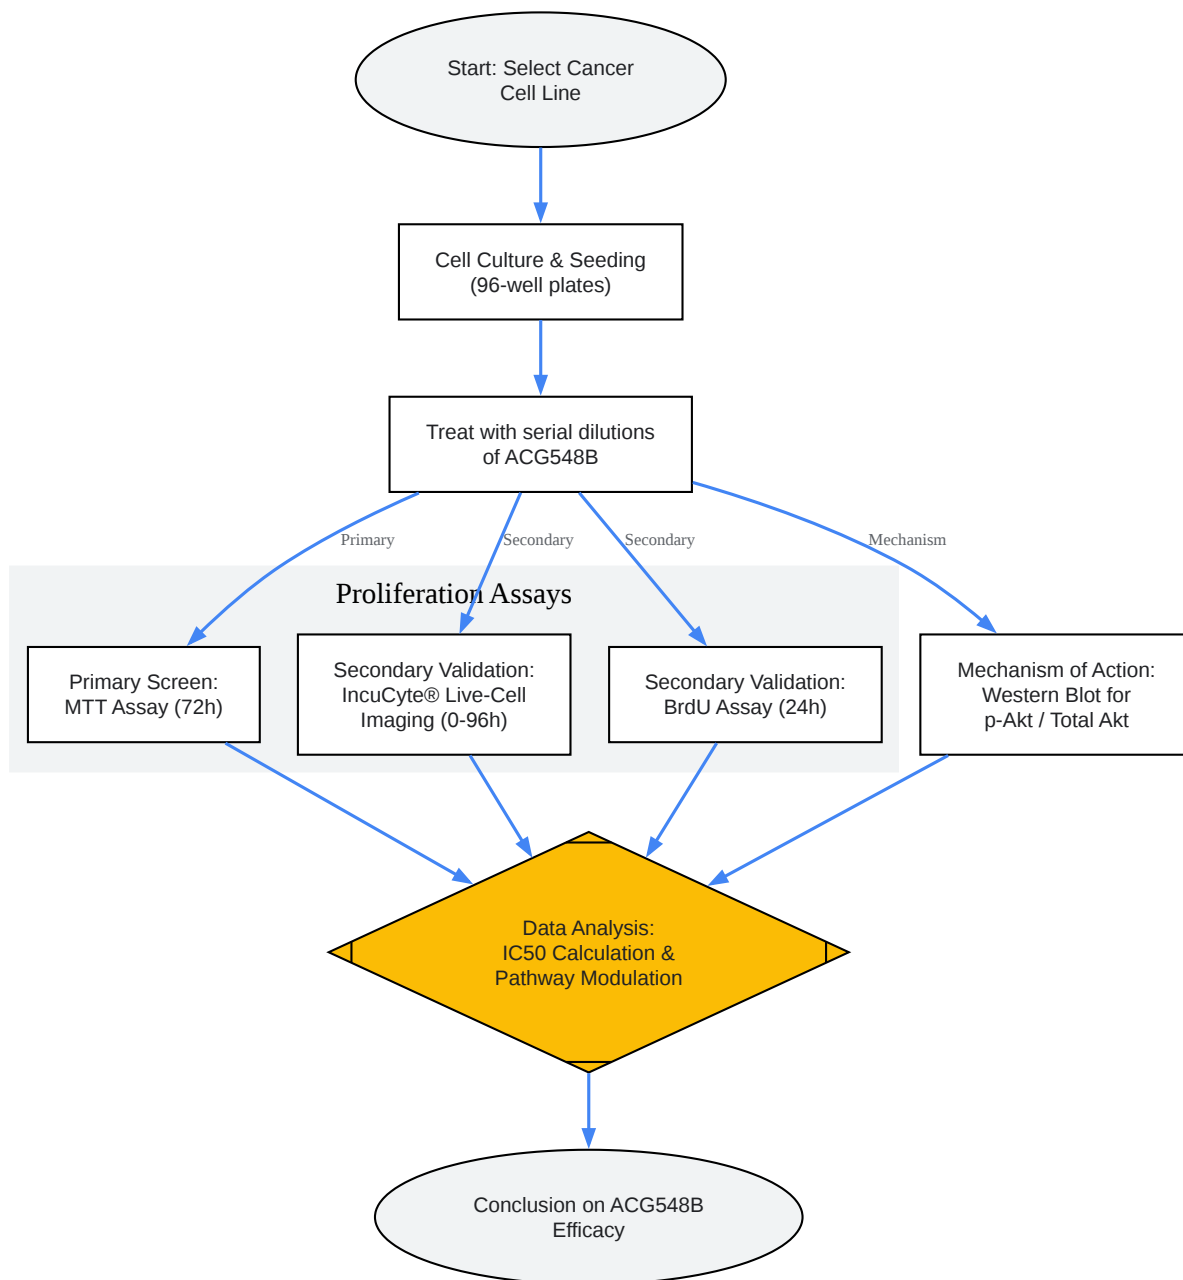 Start: Select Cancer
Cell Line
Cell Culture & Seeding
(96-well plates)
Treat with serial dilutions
of ACG548B
Primary
Secondary
Secondary
Mechanism
Proliferation Assays
Primary Screen:
MTT Assay (72h)
Secondary Validation:
IncuCyte® Live-Cell
Imaging (0-96h)
Secondary Validation:
BrdU Assay (24h)
Mechanism of Action:
Western Blot for
p-Akt / Total Akt
Data Analysis:
IC50 Calculation &
Pathway Modulation
Conclusion on ACG548B
Efficacy